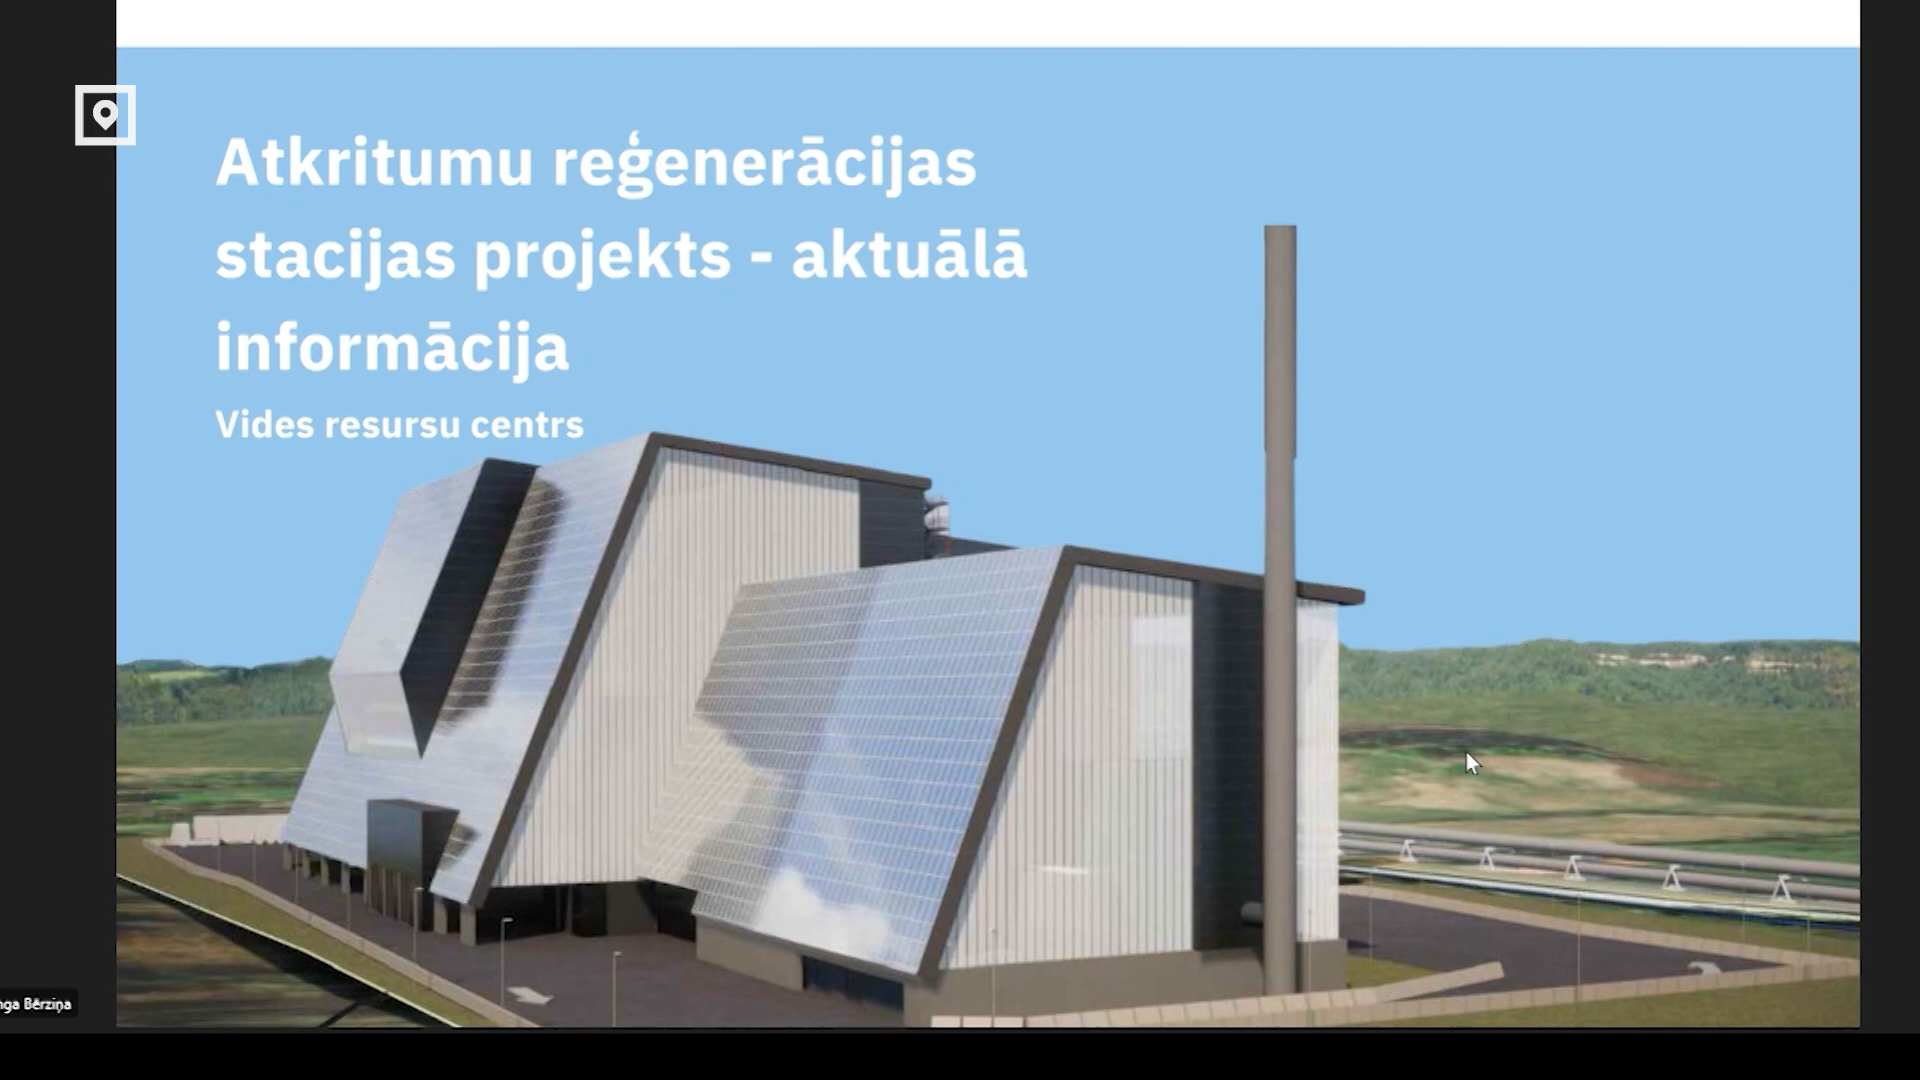 Atkritumu reģenerācijas
stacijas projekts - aktuālā
informācija
Vides resursu centrs
Bērziņa